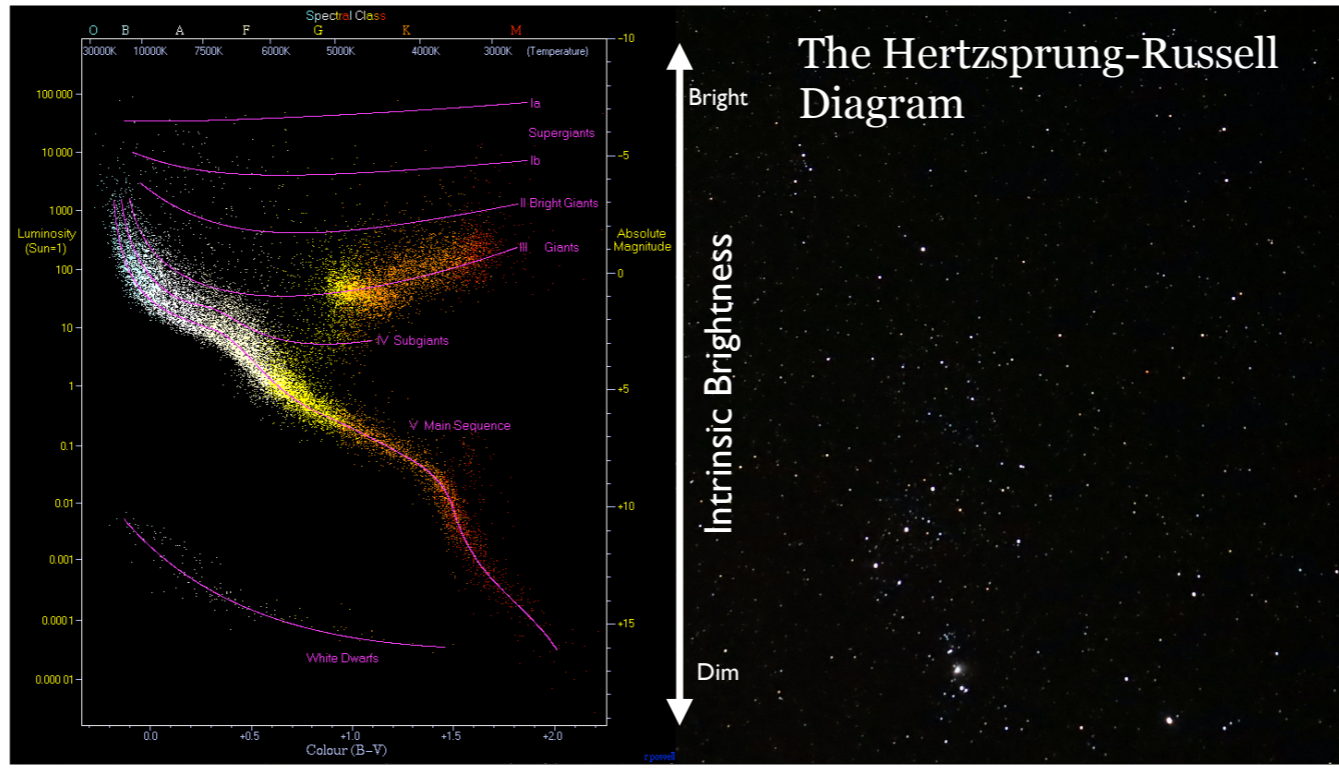 Spectral Class
O B A F G K M
30000K 10000K 7500K 6000K 5000K 4000K 3000K (Temperature)
-10
100 000
10 000
1000
Luminosity
(Sun=1)
100
10
1
0.1
0.01
0.001
0.0001
0.000 01
Ia
Supergiants
Ib
II Bright Giants
III Giants
IV Subgiants
V Main Sequence
White Dwarfs
-5
Absolute
Magnitude
0
+5
+10
+15
0.0 +0.5 +1.0 +1.5 +2.0
Colour (B-V)
r powell
Bright
Intrinsic Brightness
Dim
The Hertzsprung-Russell
Diagram